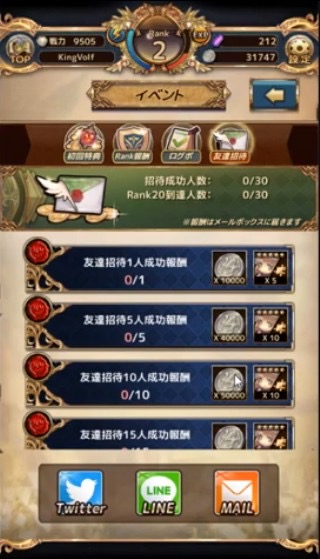 戦力 9505
Rank
EXP
212
TOP
KingVolf
2
31747
設定
イベント
初回特典
Rank報酬
ログボ
友達招待
招待成功人数: 0/30
Rank20到達人数: 0/30
※報酬はメールボックスに届きます
友達招待1人成功報酬
0/1
X 10000
X 5
友達招待5人成功報酬
0/5
X 40000
X 10
友達招待10人成功報酬
0/10
X 50000
X 10
友達招待15人成功報酬
Twitter
LINE
LINE
MAIL